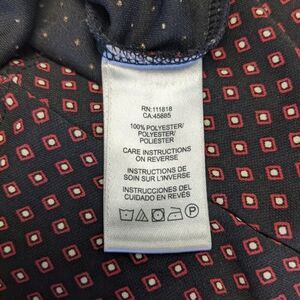 RN:111818
CA:45885
100% POLYESTER/
POLYESTER/
POLIESTER
CARE INSTRUCTIONS
ON REVERSE
INSTRUCTIONS DE
SOIN SUR L'INVERSE
INSTRUCCIONES DEL
CUIDADO EN REVÉS